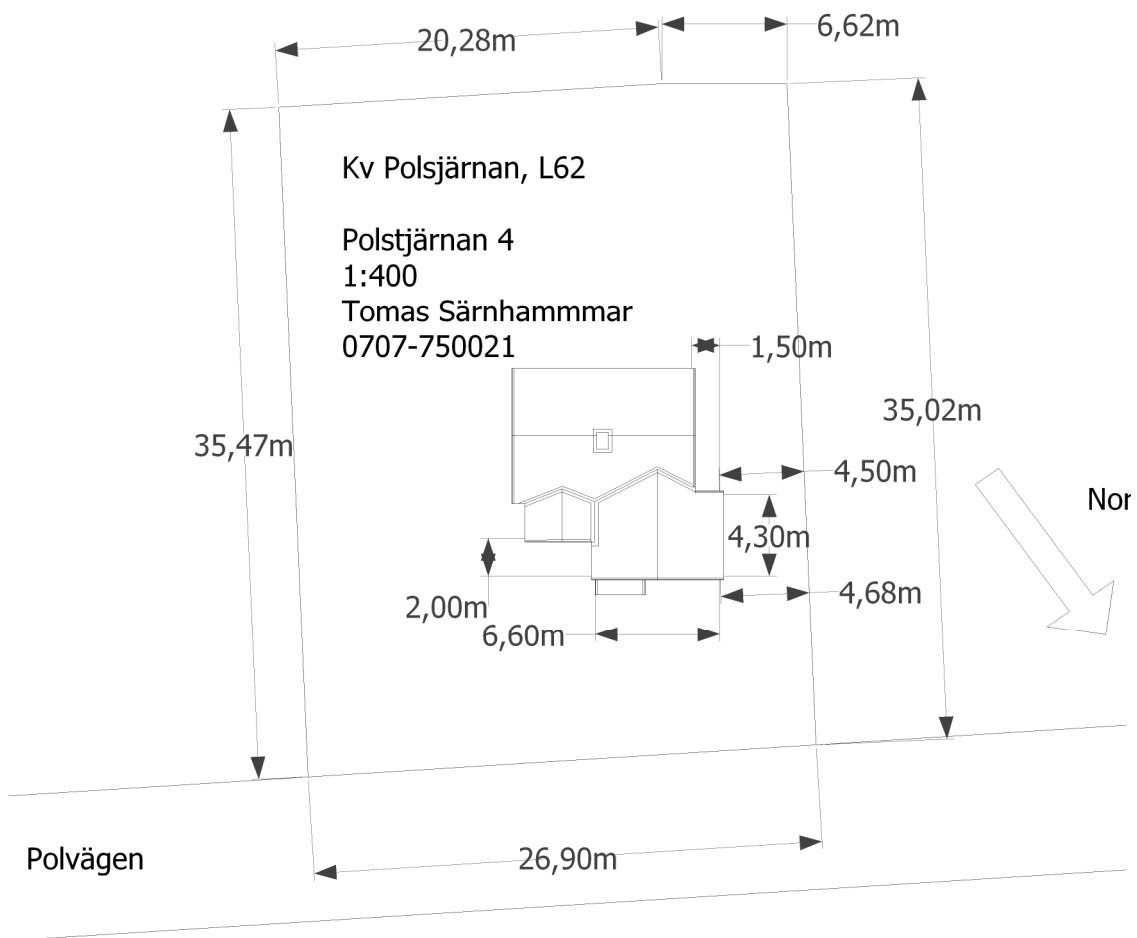 20,28m
6,62m
Kv Polsjärnan, L62
Polstjärnan 4
1:400
Tomas Särnhammmar
0707-750021
1,50m
35,02m
35,47m
4,50m
Nor
4,30m
4,68m
2,00m
6,60m
Polvägen
26,90m